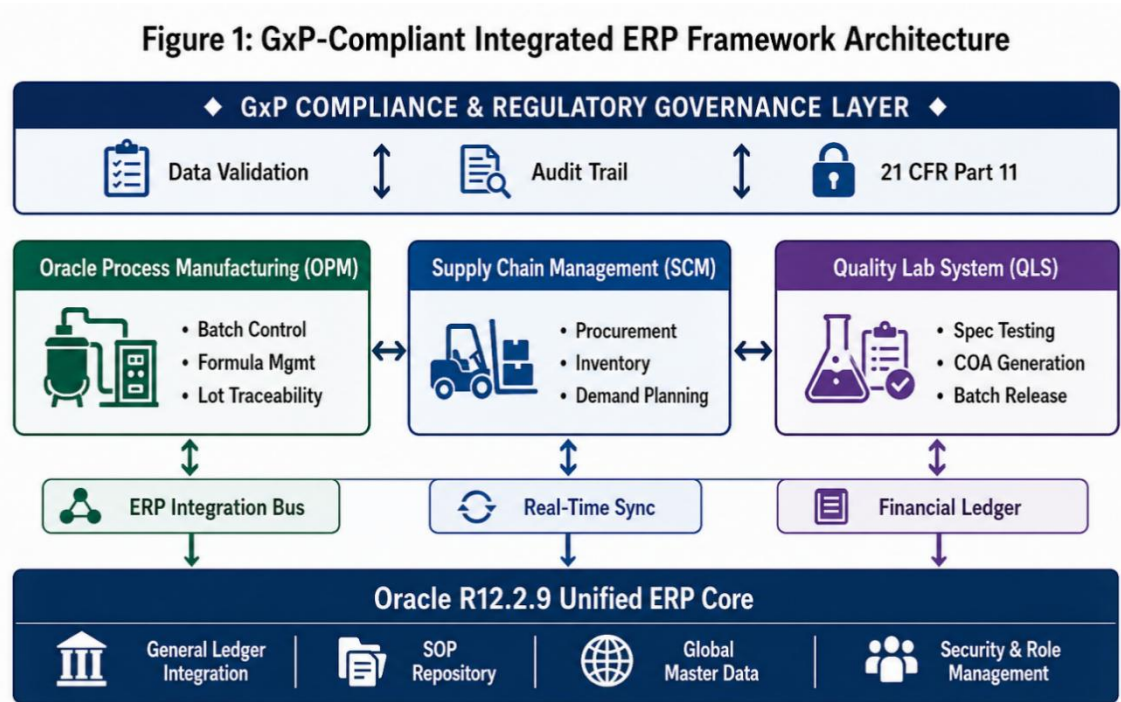 Figure 1: GxP-Compliant Integrated ERP Framework Architecture
GxP COMPLIANCE & REGULATORY GOVERNANCE LAYER
Data Validation
Audit Trail
21 CFR Part 11
Oracle Process Manufacturing (OPM)
• Batch Control
• Formula Mgmt
• Lot Traceability
Supply Chain Management (SCM)
• Procurement
• Inventory
• Demand Planning
Quality Lab System (QLS)
• Spec Testing
• COA Generation
• Batch Release
ERP Integration Bus
Real-Time Sync
Financial Ledger
Oracle R12.2.9 Unified ERP Core
General Ledger
Integration
SOP
Repository
Global
Master Data
Security & Role
Management